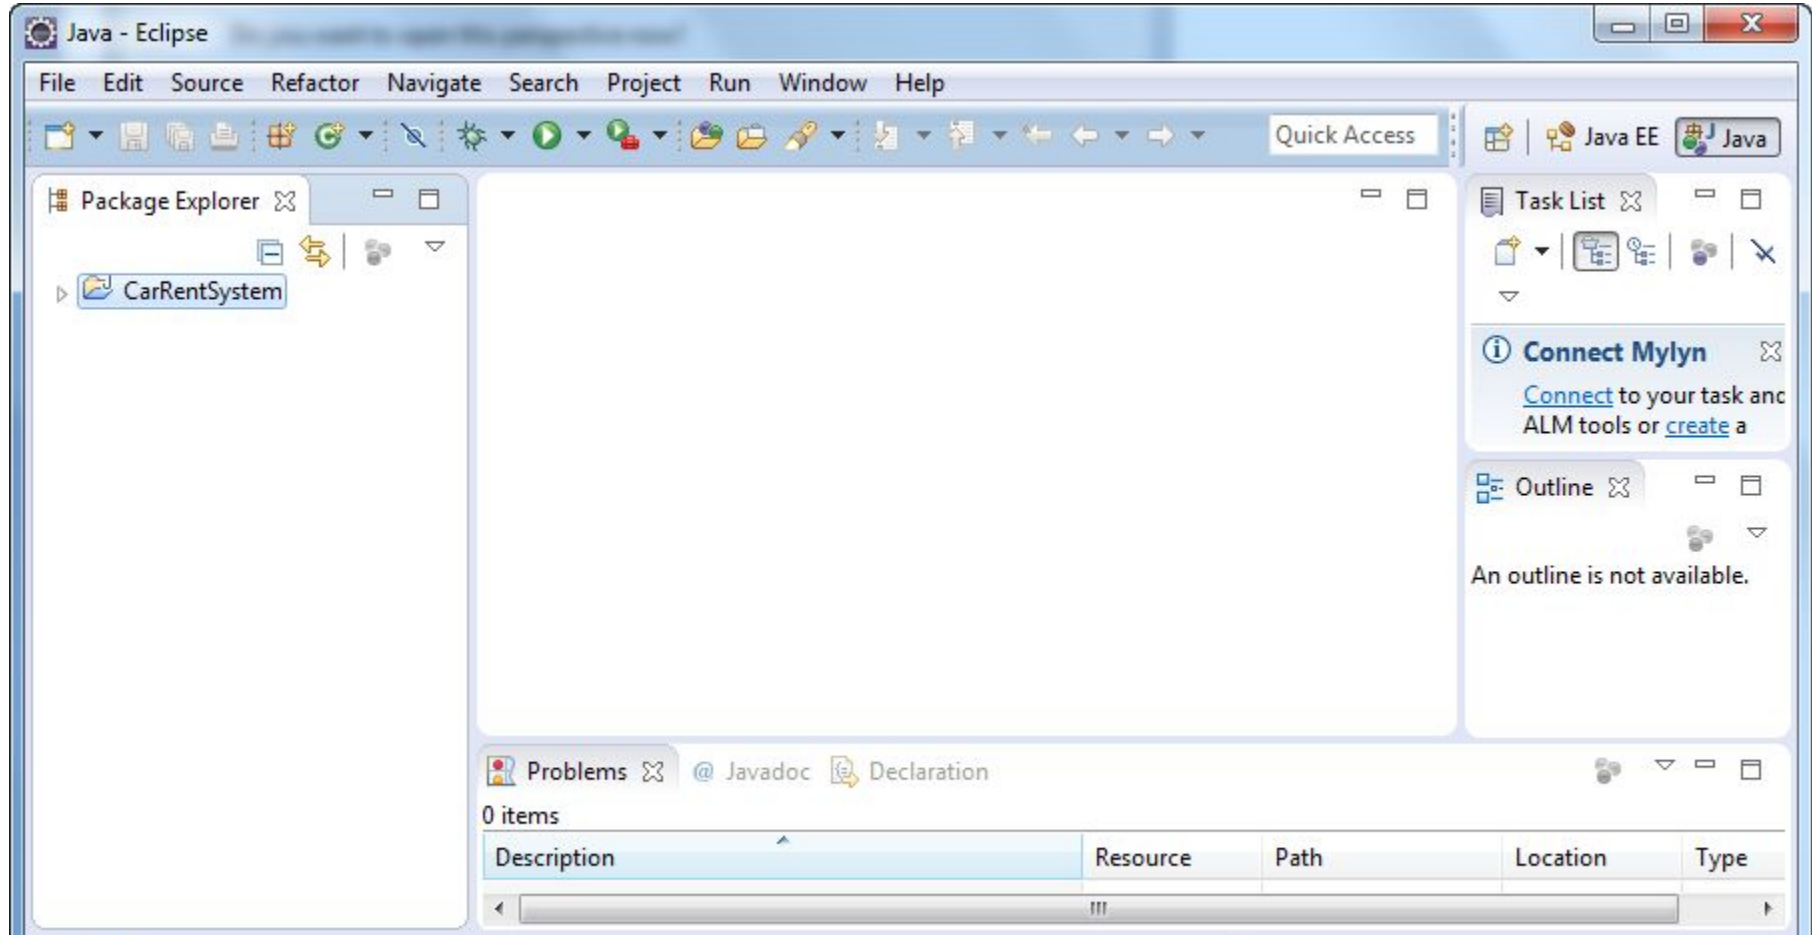 Java - Eclipse
File Edit Source Refactor Navigate Search Project Run Window Help
Quick Access
Java EE
Java
Package Explorer
CarRentSystem
Task List
Connect Mylyn
Connect to your task and
ALM tools or create a
Outline
An outline is not available.
Problems @ Javadoc Declaration
0 items
Description Resource Path Location Type